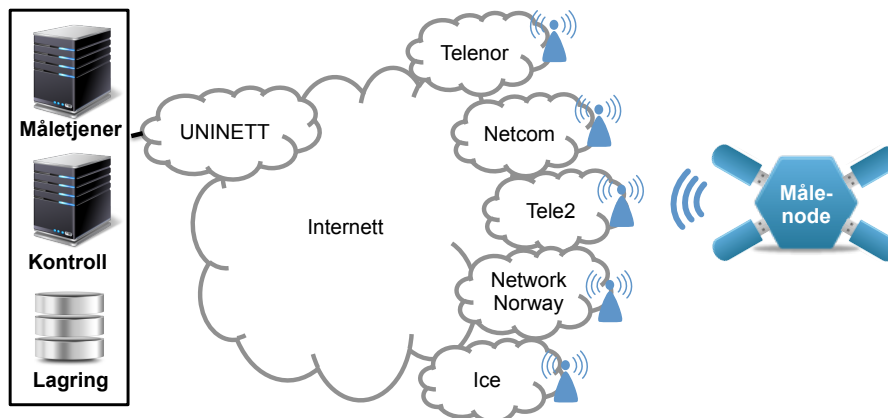 Måletjener
Kontroll
Lagring
UNINETT
Internett
Telenor
Netcom
Tele2
Network
Norway
Ice
Måle-
node